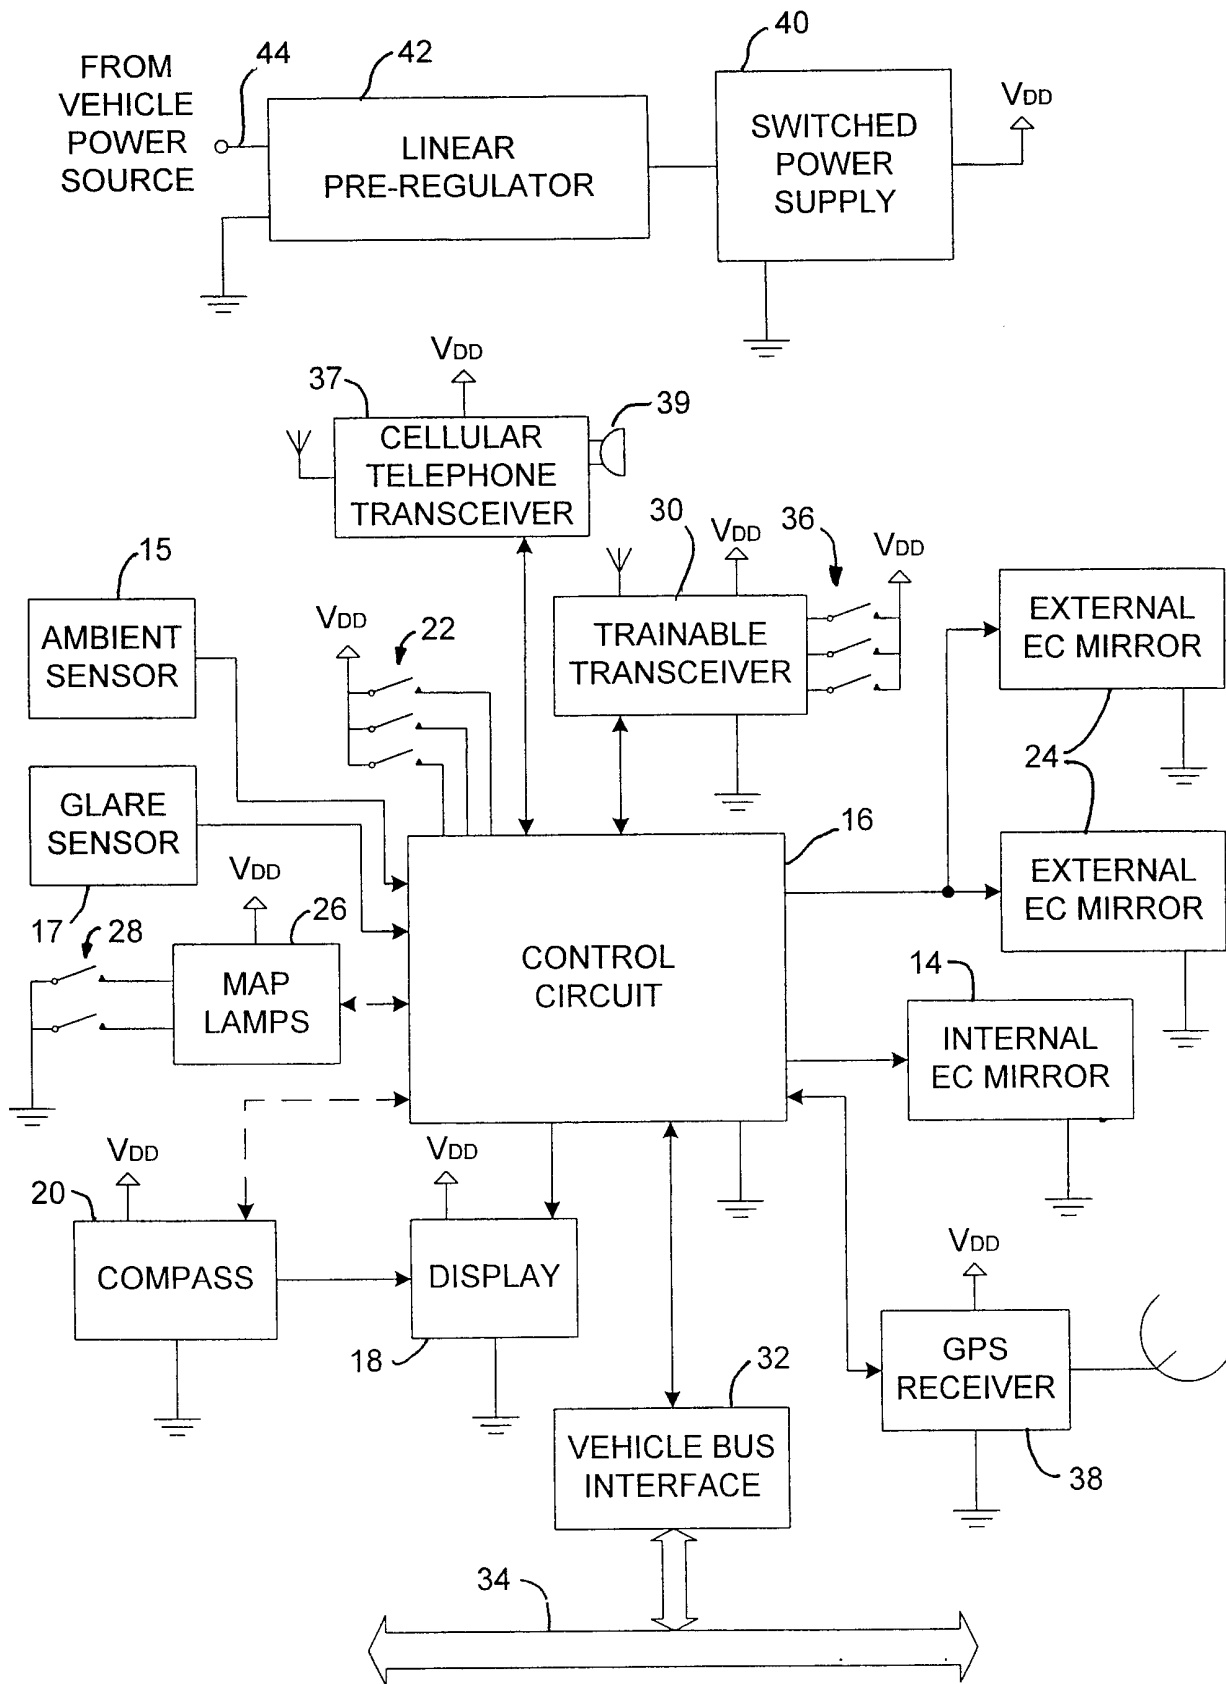 40
44
42
FROM
VEHICLE
POWER
SOURCE
LINEAR
PRE-REGULATOR
SWITCHED
POWER
SUPPLY
VDD
VDD
37
39
CELLULAR
TELEPHONE
TRANSCEIVER
30
VDD
36
VDD
15
AMBIENT
SENSOR
VDD
22
TRAINABLE
TRANSCEIVER
EXTERNAL
EC MIRROR
24
GLARE
SENSOR
16
EXTERNAL
EC MIRROR
17
28
VDD
26
MAP
LAMPS
CONTROL
CIRCUIT
14
INTERNAL
EC MIRROR
VDD
20
COMPASS
VDD
DISPLAY
18
VDD
GPS
RECEIVER
38
32
VEHICLE BUS
INTERFACE
34